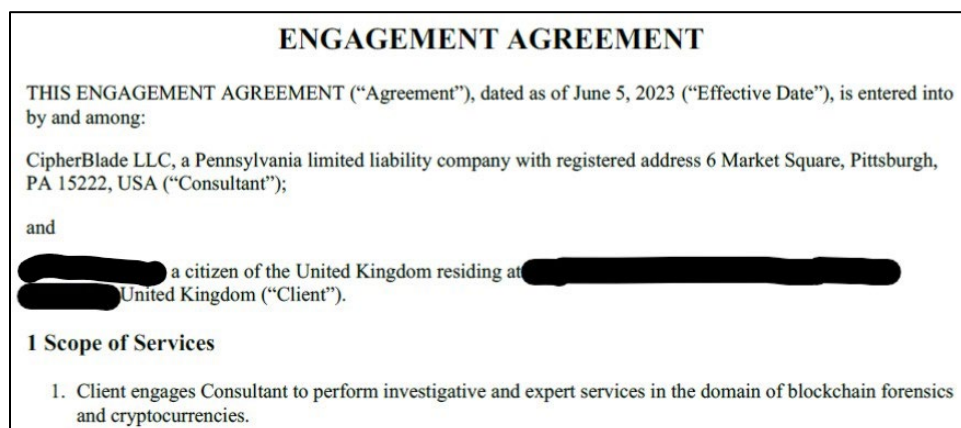 ENGAGEMENT AGREEMENT
THIS ENGAGEMENT AGREEMENT (“Agreement”), dated as of June 5, 2023 (“Effective Date”), is entered into
by and among:
CipherBlade LLC, a Pennsylvania limited liability company with registered address 6 Market Square, Pittsburgh,
PA 15222, USA (“Consultant”);
and
a citizen of the United Kingdom residing at
United Kingdom (“Client”).
1 Scope of Services
1. Client engages Consultant to perform investigative and expert services in the domain of blockchain forensics
and cryptocurrencies.